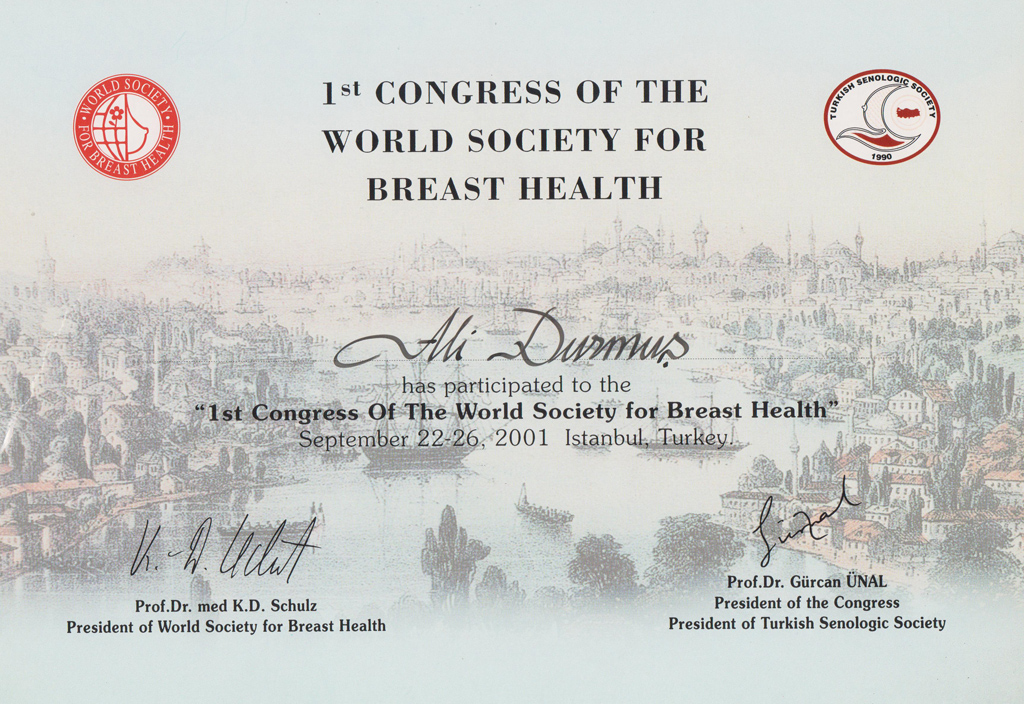 WORLD SOCIETY
FOR BREAST HEALTH
1st CONGRESS OF THE
WORLD SOCIETY FOR
BREAST HEALTH
TURKISH SENOLOGIC SOCIETY
1990
Ali Durmuş
has participated to the
“1st Congress Of The World Society for Breast Health”
September 22-26, 2001 Istanbul, Turkey.
Prof.Dr. med K.D. Schulz
President of World Society for Breast Health
Prof.Dr. Gürcan ÜNAL
President of the Congress
President of Turkish Senologic Society